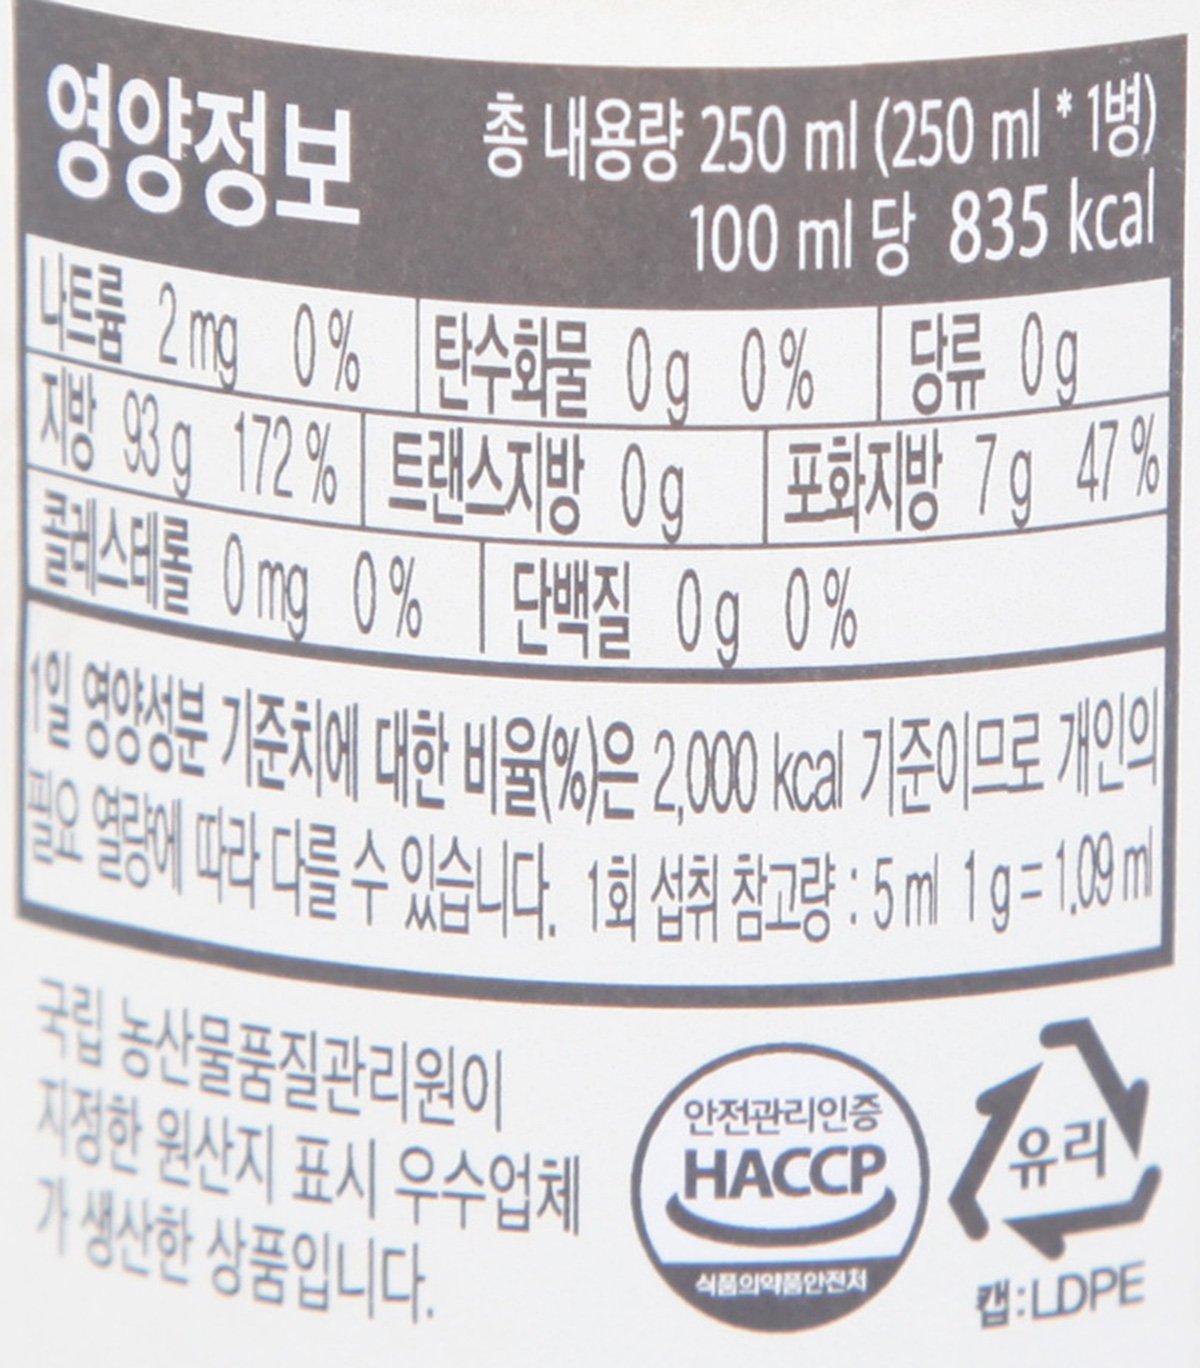 영양정보
총 내용량 250 ml (250 ml * 1병)
100 ml 당 835 kcal
나트륨 2 mg 0 % 탄수화물 0 g 0 % 당류 0 g
지방 93 g 172 % 트랜스지방 0 g 포화지방 7 g 47 %
콜레스테롤 0 mg 0 % 단백질 0 g 0 %
1일 영양성분 기준치에 대한 비율(%)은 2,000 kcal 기준이므로 개인의
필요 열량에 따라 다를 수 있습니다. 1회 섭취 참고량 : 5 ml 1 g = 1.09 ml
국립 농산물품질관리원이
지정한 원산지 표시 우수업체
가 생산한 상품입니다.
안전관리인증
HACCP
식품의약품안전처
유리
캡:LDPE